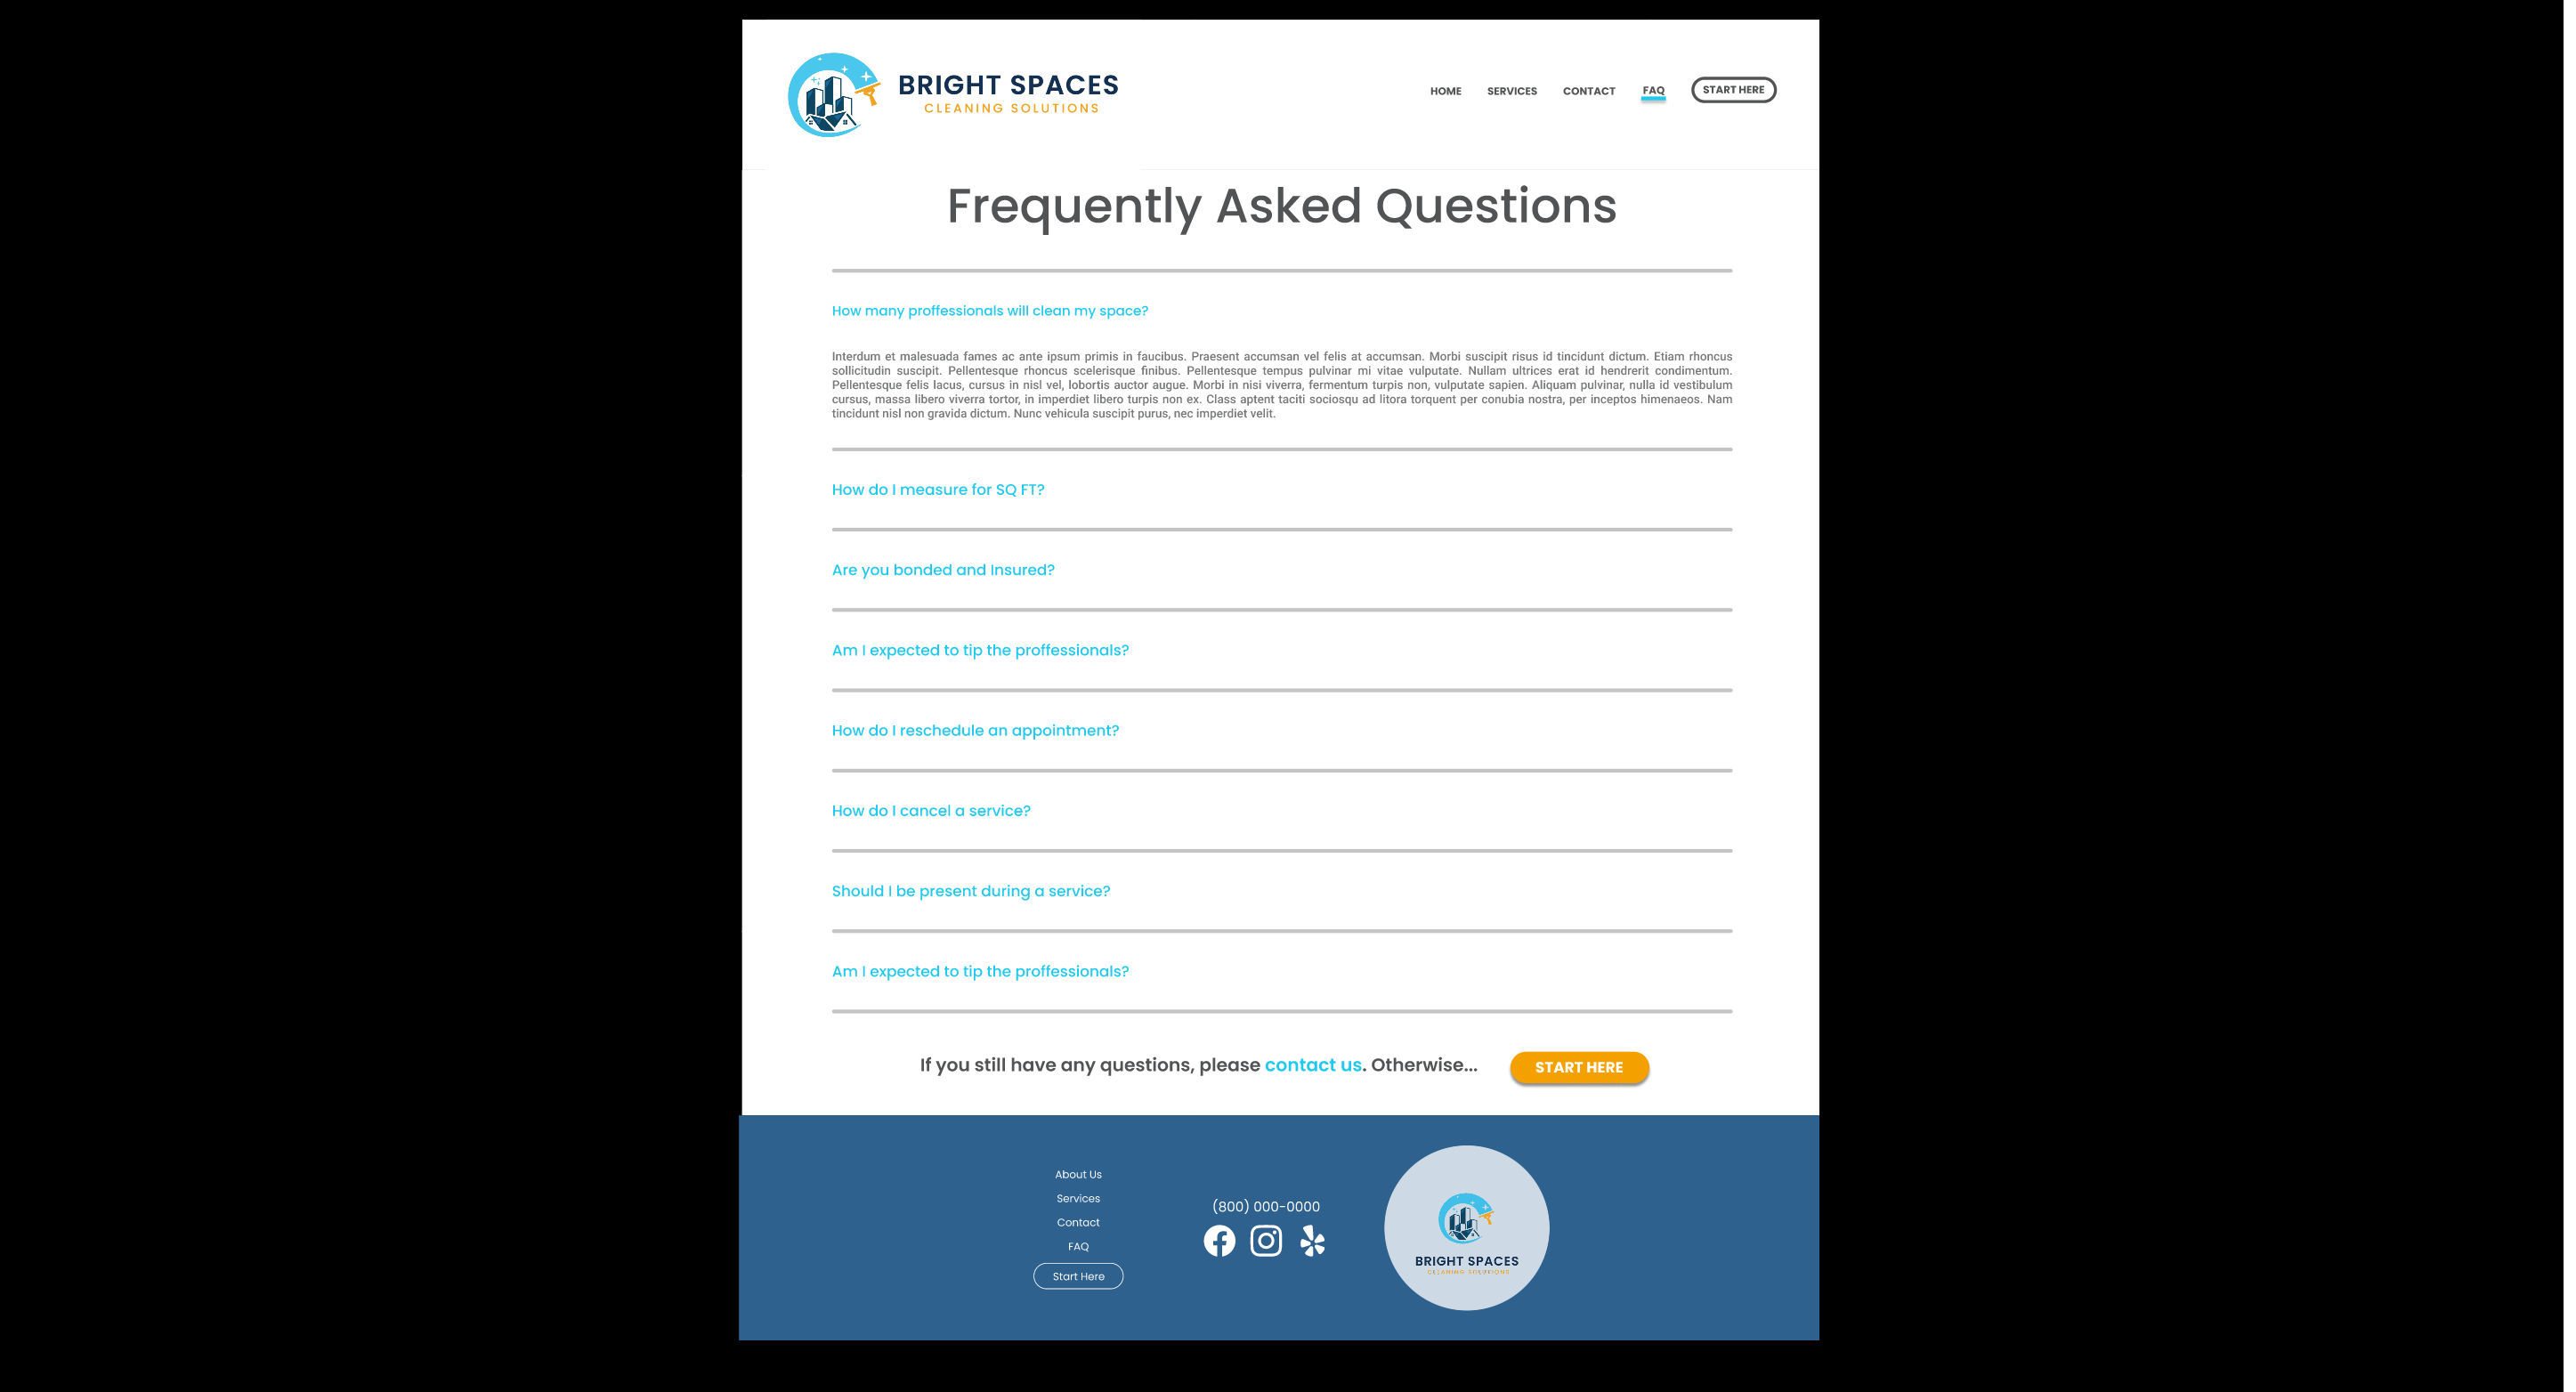 BRIGHT SPACES
CLEANING SOLUTIONS
HOME SERVICES CONTACT FAQ START HERE
Frequently Asked Questions
How many proffessionals will clean my space?
Interdum et malesuada fames ac ante ipsum primis in faucibus. Praesent accumsan vel felis at accumsan. Morbi suscipit risus id tincidunt dictum. Etiam rhoncus
sollicitudin suscipit. Pellentesque rhoncus scelerisque finibus. Pellentesque tempus pulvinar mi vitae vulputate. Nullam ultrices erat id hendrerit condimentum.
Pellentesque felis lacus, cursus in nisl vel, lobortis auctor augue. Morbi in nisi viverra, fermentum turpis non, vulputate sapien. Aliquam pulvinar, nulla id vestibulum
cursus, massa libero viverra tortor, in imperdiet libero turpis non ex. Class aptent taciti sociosqu ad litora torquent per conubia nostra, per inceptos himenaeos. Nam
tincidunt nisl non gravida dictum. Nunc vehicula suscipit purus, nec imperdiet velit.
How do I measure for SQ FT?
Are you bonded and Insured?
Am I expected to tip the proffessionals?
How do I reschedule an appointment?
How do I cancel a service?
Should I be present during a service?
Am I expected to tip the proffessionals?
If you still have any questions, please contact us. Otherwise...
START HERE
About Us
Services
Contact
FAQ
Start Here
(800) 000-0000
BRIGHT SPACES
CLEANING SOLUTIONS